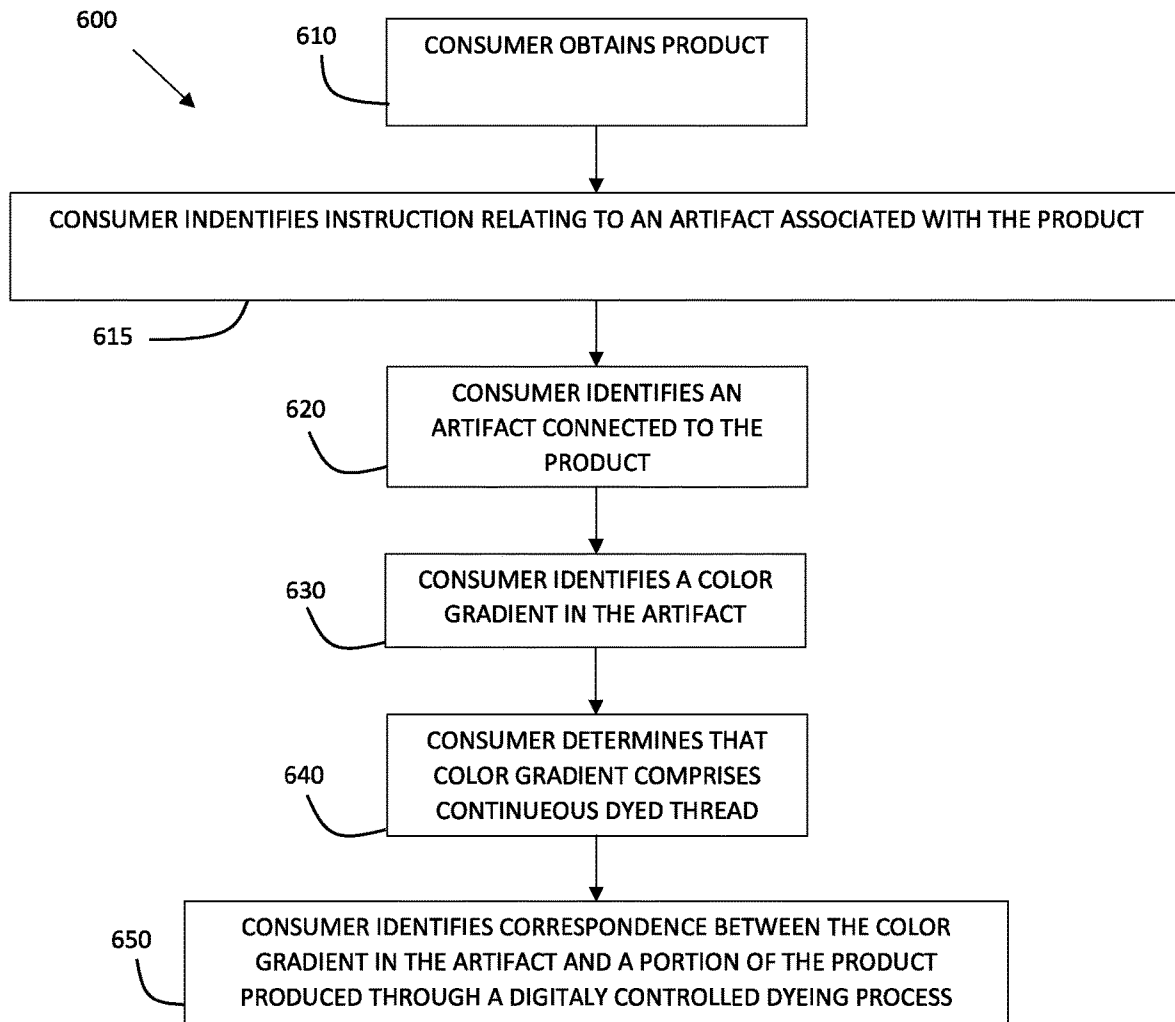 600
610
CONSUMER OBTAINS PRODUCT
CONSUMER INDENTIFIES INSTRUCTION RELATING TO AN ARTIFACT ASSOCIATED WITH THE PRODUCT
615
620
CONSUMER IDENTIFIES AN
ARTIFACT CONNECTED TO THE
PRODUCT
630
CONSUMER IDENTIFIES A COLOR
GRADIENT IN THE ARTIFACT
640
CONSUMER DETERMINES THAT
COLOR GRADIENT COMPRISES
CONTINUEOUS DYED THREAD
650
CONSUMER IDENTIFIES CORRESPONDENCE BETWEEN THE COLOR
GRADIENT IN THE ARTIFACT AND A PORTION OF THE PRODUCT
PRODUCED THROUGH A DIGITALY CONTROLLED DYEING PROCESS